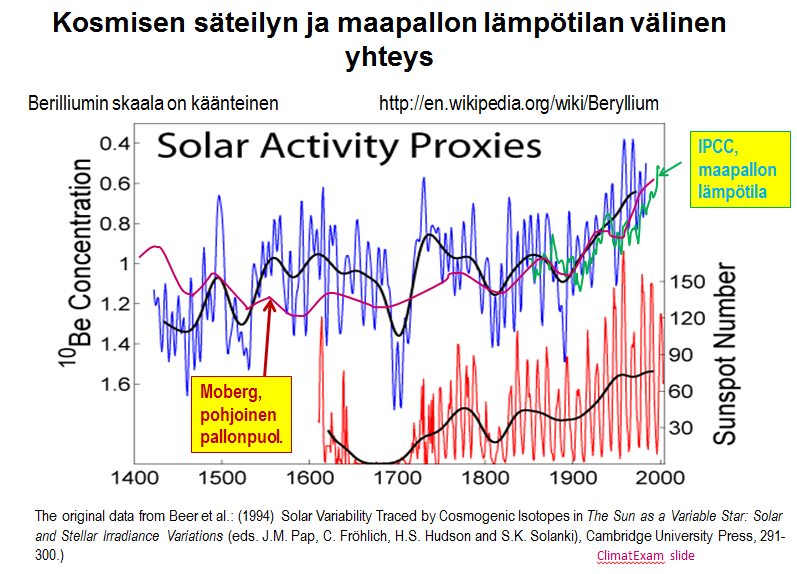 Kosmisen säteilyn ja maapallon lämpötilan välinen
yhteys
Berilliumin skaala on käänteinen
http://en.wikipedia.org/wiki/Beryllium
Solar Activity Proxies
IPCC,
maapallon
lämpötila
10Be Concentration
0.4
0.6
0.8
1
1.2
1.4
1.6
Moberg,
pohjoinen
pallonpuol.
150
120
90
60
30
Sunspot Number
1400 1500 1600 1700 1800 1900 2000
The original data from Beer et al.: (1994) Solar Variability Traced by Cosmogenic Isotopes in The Sun as a Variable Star: Solar
and Stellar Irradiance Variations (eds. J.M. Pap, C. Fröhlich, H.S. Hudson and S.K. Solanki), Cambridge University Press, 291-
300.)
ClimatExam slide